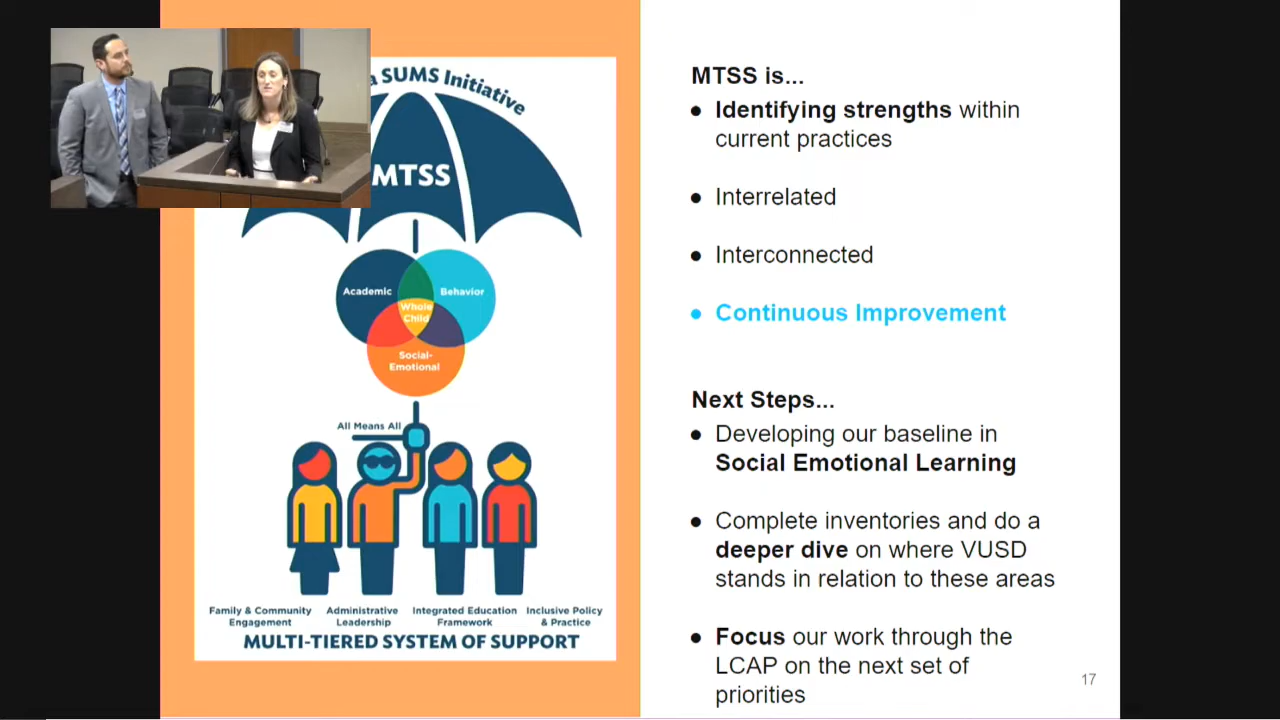 a SUMS Initiative
MTSS
Academic
Behavior
Whole
Child
Social-
Emotional
All Means All
Family & Community
Engagement
Administrative
Leadership
Integrated Education
Framework
Inclusive Policy
& Practice
MULTI-TIERED SYSTEM OF SUPPORT
MTSS is...
● Identifying strengths within
current practices
● Interrelated
● Interconnected
● Continuous Improvement
Next Steps...
● Developing our baseline in
Social Emotional Learning
● Complete inventories and do a
deeper dive on where VUSD
stands in relation to these areas
● Focus our work through the
LCAP on the next set of
priorities
17